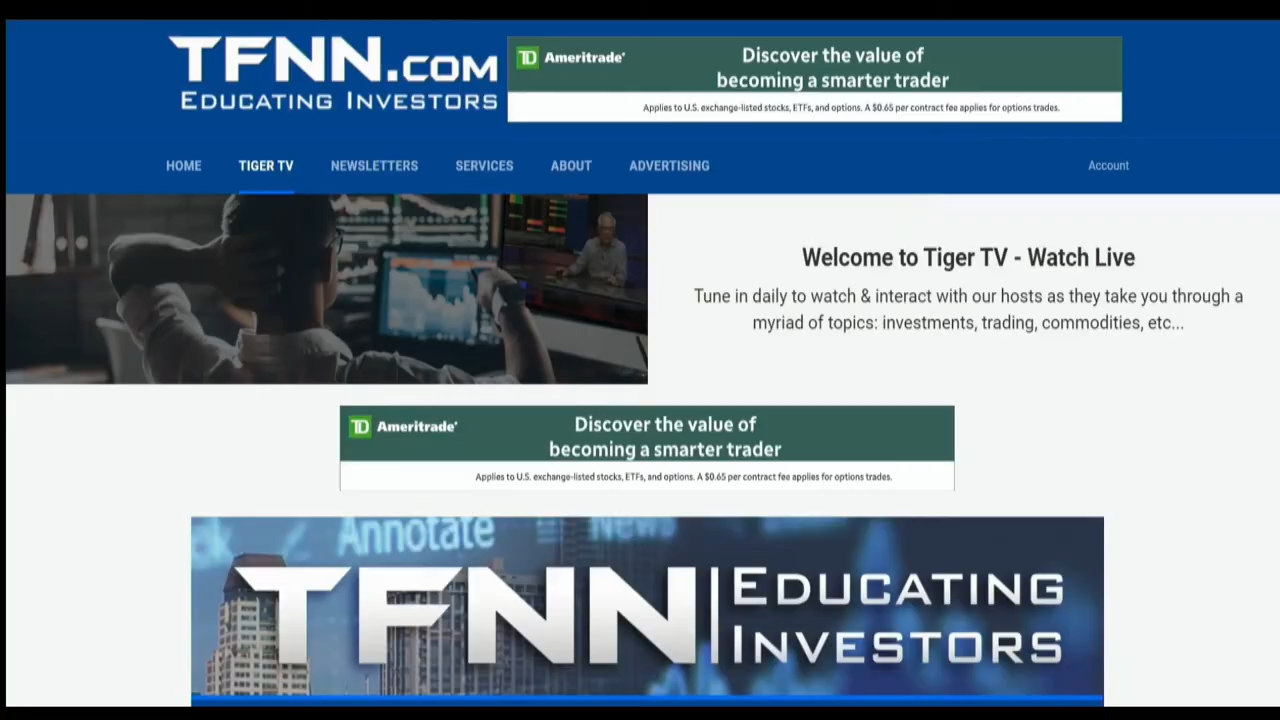 TFNN.COM
EDUCATING INVESTORS
TD Ameritrade®
Discover the value of
becoming a smarter trader
Applies to U.S. exchange-listed stocks, ETFs, and options. A $0.65 per contract fee applies for options trades.
HOME TIGER TV NEWSLETTERS SERVICES ABOUT ADVERTISING Account
Welcome to Tiger TV - Watch Live
Tune in daily to watch & interact with our hosts as they take you through a
myriad of topics: investments, trading, commodities, etc...
TD Ameritrade®
Discover the value of
becoming a smarter trader
Applies to U.S. exchange-listed stocks, ETFs, and options. A $0.65 per contract fee applies for options trades.
Annotate News
TFNN EDUCATING
INVESTORS